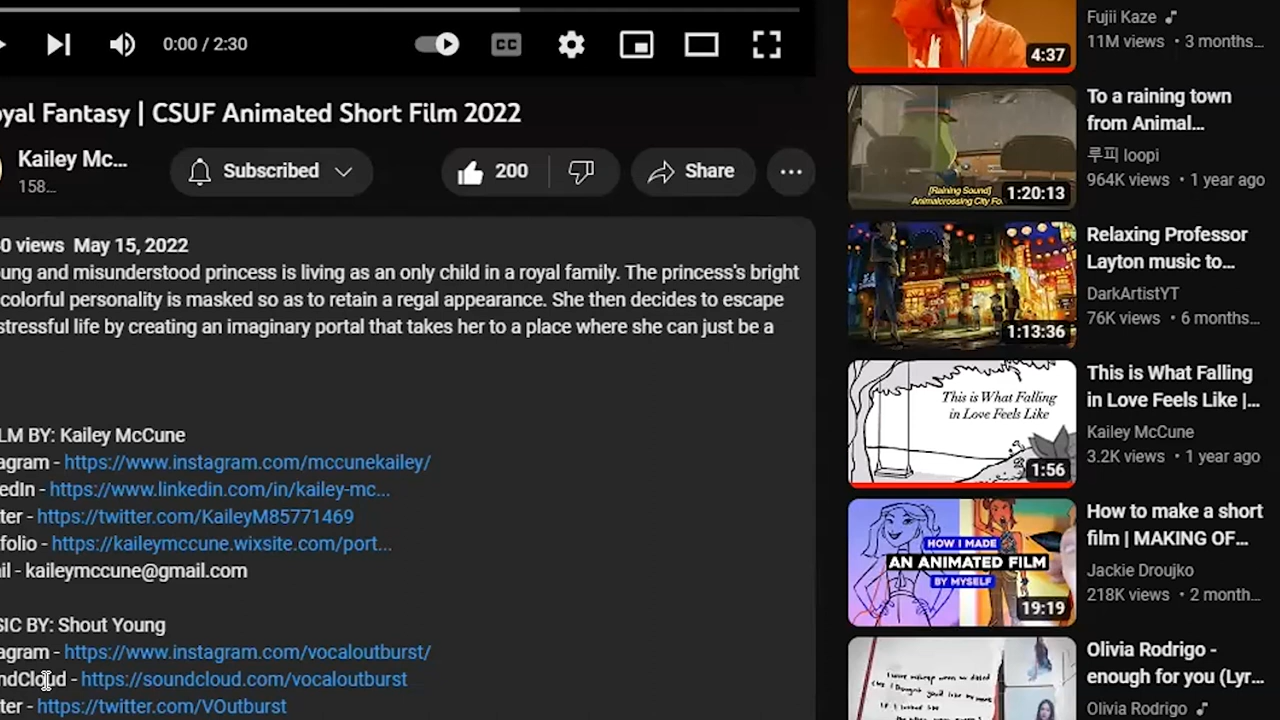 0:00 / 2:30
CC
oyal Fantasy | CSUF Animated Short Film 2022
Kailey Mc...
158...
Subscribed
200
Share
0 views May 15, 2022
oung and misunderstood princess is living as an only child in a royal family. The princess's bright
colorful personality is masked so as to retain a regal appearance. She then decides to escape
stressful life by creating an imaginary portal that takes her to a place where she can just be a
LM BY: Kailey McCune
agram - https://www.instagram.com/mccunekailey/
edIn - https://www.linkedin.com/in/kailey-mc...
ter - https://twitter.com/KaileyM85771469
folio - https://kaileymccune.wixsite.com/port...
il - kaileymccune@gmail.com
SIC BY: Shout Young
agram - https://www.instagram.com/vocaloutburst/
ndCloud - https://soundcloud.com/vocaloutburst
ter - https://twitter.com/VOutburst
4:37
Fujii Kaze
11M views • 3 months...
[Raining Sound]
Animalcrossing City Fo
1:20:13
To a raining town
from Animal...
루피 loopi
964K views • 1 year ago
1:13:36
Relaxing Professor
Layton music to...
DarkArtistYT
76K views • 6 months...
This is What Falling
in Love Feels Like
1:56
This is What Falling
in Love Feels Like |...
Kailey McCune
3.2K views • 1 year ago
HOW I MADE
AN ANIMATED FILM
BY MYSELF
19:19
How to make a short
film | MAKING OF...
Jackie Droujko
218K views • 2 month...
Olivia Rodrigo -
enough for you (Lyr...
Olivia Rodrigo